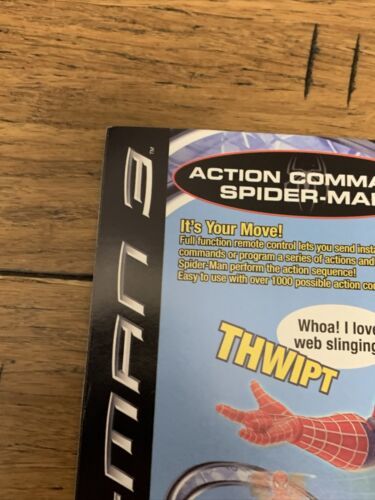 ACTION COMMA
SPIDER-MA
It's Your Move!
Full function remote control lets you send insta
commands or program a series of actions and
Spider-Man perform the action sequence!
Easy to use with over 1000 possible action co
Whoa! I love
web slinging
THWIPT
-MAN 3™